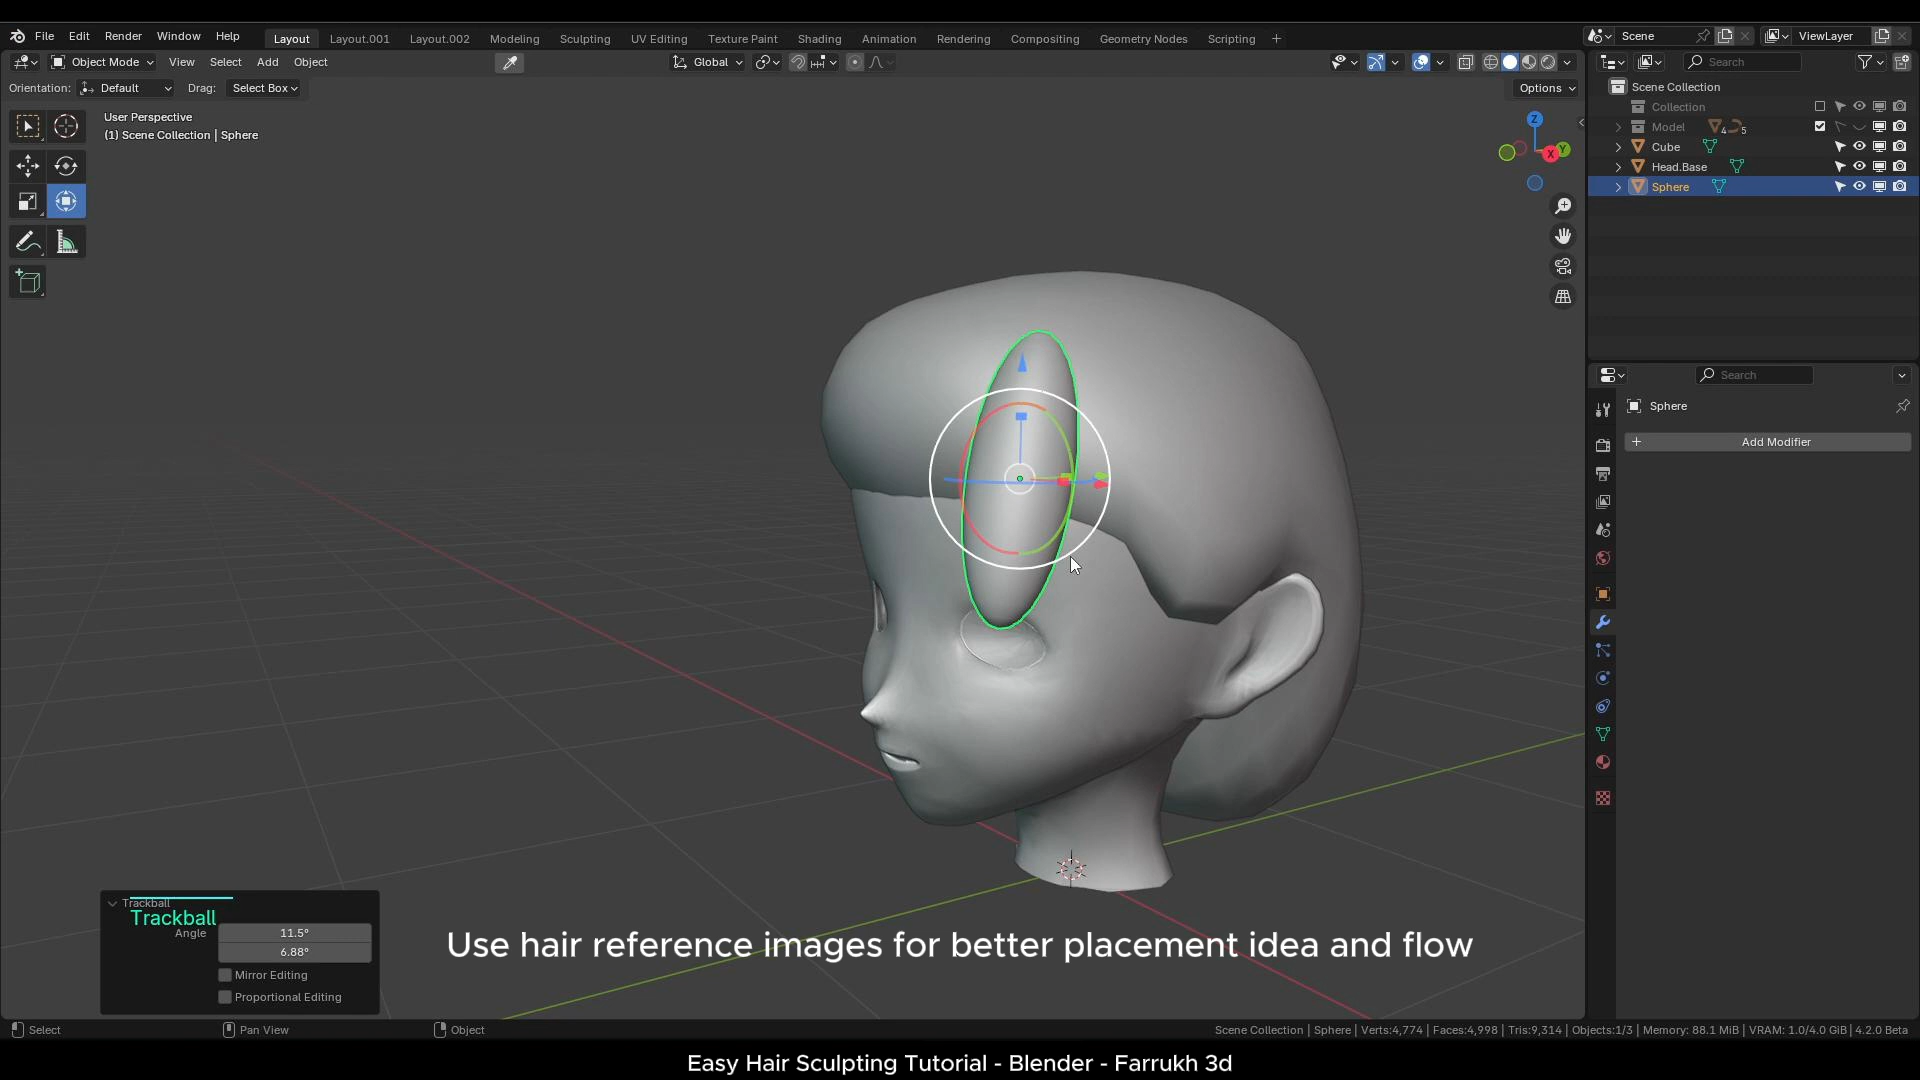 File Edit Render Window Help Layout Layout.001 Layout.002 Modeling Sculpting UV Editing Texture Paint Shading Animation Rendering Compositing Geometry Nodes Scripting + Scene ViewLayer
Object Mode View Select Add Object Global Search
Orientation: Default Drag: Select Box Options Scene Collection
Collection
User Perspective
(1) Scene Collection | Sphere
Model 4 5
Cube
Head.Base
Sphere
Z
X
Y
Search
Sphere
+ Add Modifier
Trackball
Trackball
Angle 11.5°
6.88°
Mirror Editing
Proportional Editing
Use hair reference images for better placement idea and flow
Select Pan View Object Scene Collection | Sphere | Verts:4,774 | Faces:4,998 | Tris:9,314 | Objects:1/3 | Memory: 88.1 MiB | VRAM: 1.0/4.0 GiB | 4.2.0 Beta
Easy Hair Sculpting Tutorial - Blender - Farrukh 3d